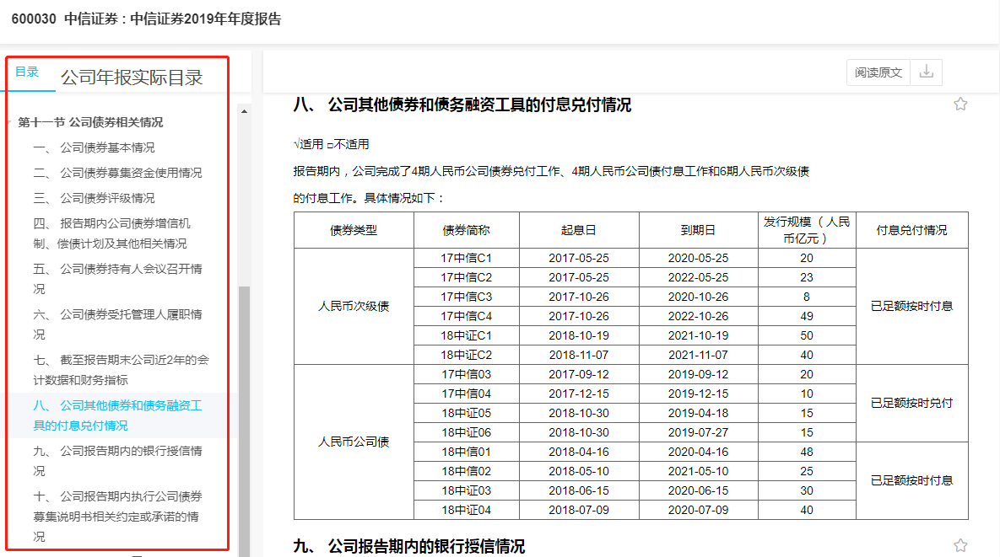 600030 中信证券 : 中信证券2019年年度报告
目录
公司年报实际目录
第十一节 公司债券相关情况
一、 公司债券基本情况
二、 公司债券募集资金使用情况
三、 公司债券评级情况
四、 报告期内公司债券增信机
制、偿债计划及其他相关情况
五、 公司债券持有人会议召开情
况
六、 公司债券受托管理人履职情
况
七、 截至报告期末公司近2年的会
计数据和财务指标
八、 公司其他债券和债务融资工
具的付息兑付情况
九、 公司报告期内的银行授信情
况
十、 公司报告期内执行公司债券
募集说明书相关约定或承诺的情
况
阅读原文
八、 公司其他债券和债务融资工具的付息兑付情况
√适用 □不适用
报告期内，公司完成了4期人民币公司债券兑付工作、4期人民币公司债付息工作和6期人民币次级债
的付息工作。具体情况如下：
债券类型 债券简称 起息日 到期日 发行规模（人民 付息兑付情况
币亿元）
17中信C1 2017-05-25 2020-05-25 20
17中信C2 2017-05-25 2022-05-25 23
17中信C3 2017-10-26 2020-10-26 8
人民币次级债 已足额按时付息
17中信C4 2017-10-26 2022-10-26 49
18中证C1 2018-10-19 2021-10-19 50
18中证C2 2018-11-07 2021-11-07 40
17中信03 2017-09-12 2019-09-12 20
17中信04 2017-12-15 2019-12-15 10
已足额按时兑付
18中证05 2018-10-30 2019-04-18 15
18中证06 2018-10-30 2019-07-27 15
人民币公司债
18中信01 2018-04-16 2020-04-16 48
18中信02 2018-05-10 2021-05-10 25
已足额按时付息
18中证03 2018-06-15 2020-06-15 30
18中证04 2018-07-09 2020-07-09 40
九、 公司报告期内的银行授信情况